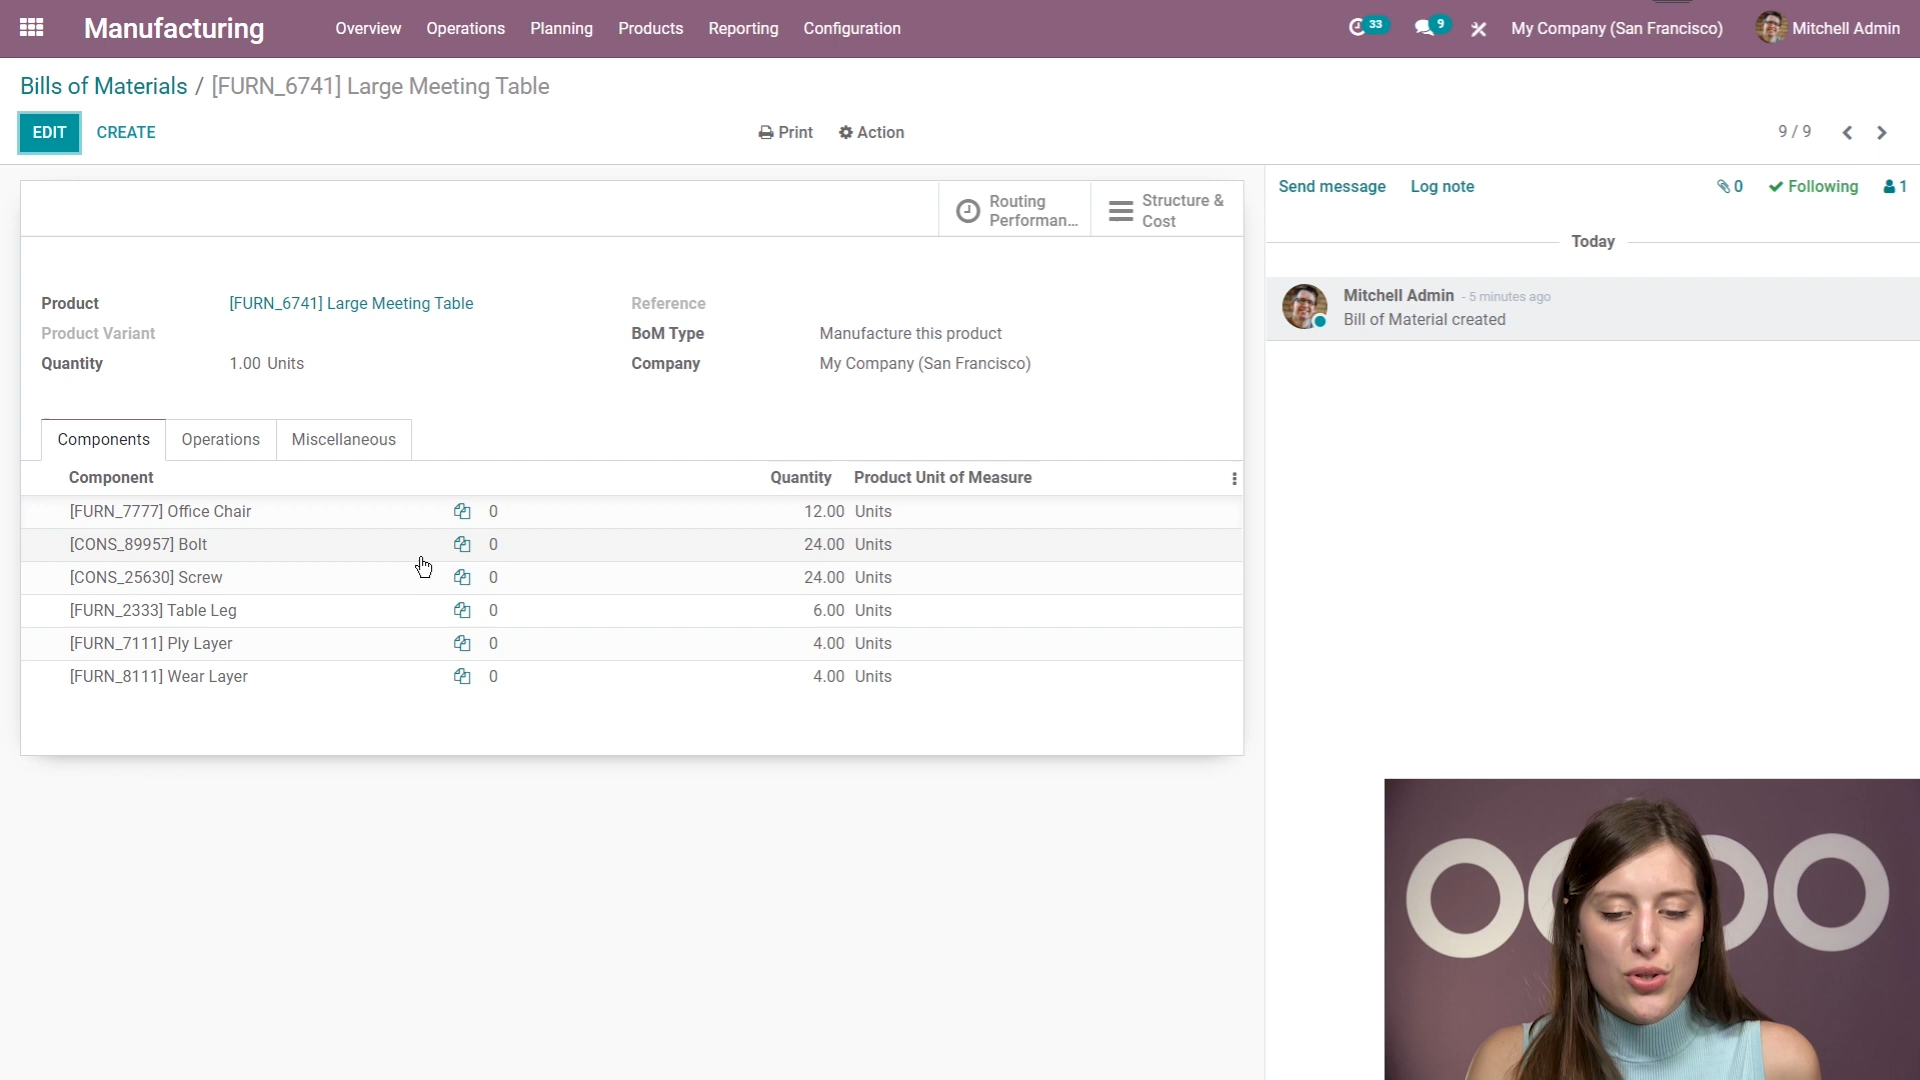 Manufacturing
Overview Operations Planning Products Reporting Configuration
33 9 My Company (San Francisco) Mitchell Admin
Bills of Materials / [FURN_6741] Large Meeting Table
EDIT CREATE Print Action 9 / 9
Routing Performan...
Structure & Cost
Send message Log note 0 Following 1
Today
Mitchell Admin - 5 minutes ago
Bill of Material created
Product [FURN_6741] Large Meeting Table Reference
Product Variant BoM Type Manufacture this product
Quantity 1.00 Units Company My Company (San Francisco)
Components Operations Miscellaneous
Component Quantity Product Unit of Measure
[FURN_7777] Office Chair 0 12.00 Units
[CONS_89957] Bolt 0 24.00 Units
[CONS_25630] Screw 0 24.00 Units
[FURN_2333] Table Leg 0 6.00 Units
[FURN_7111] Ply Layer 0 4.00 Units
[FURN_8111] Wear Layer 0 4.00 Units